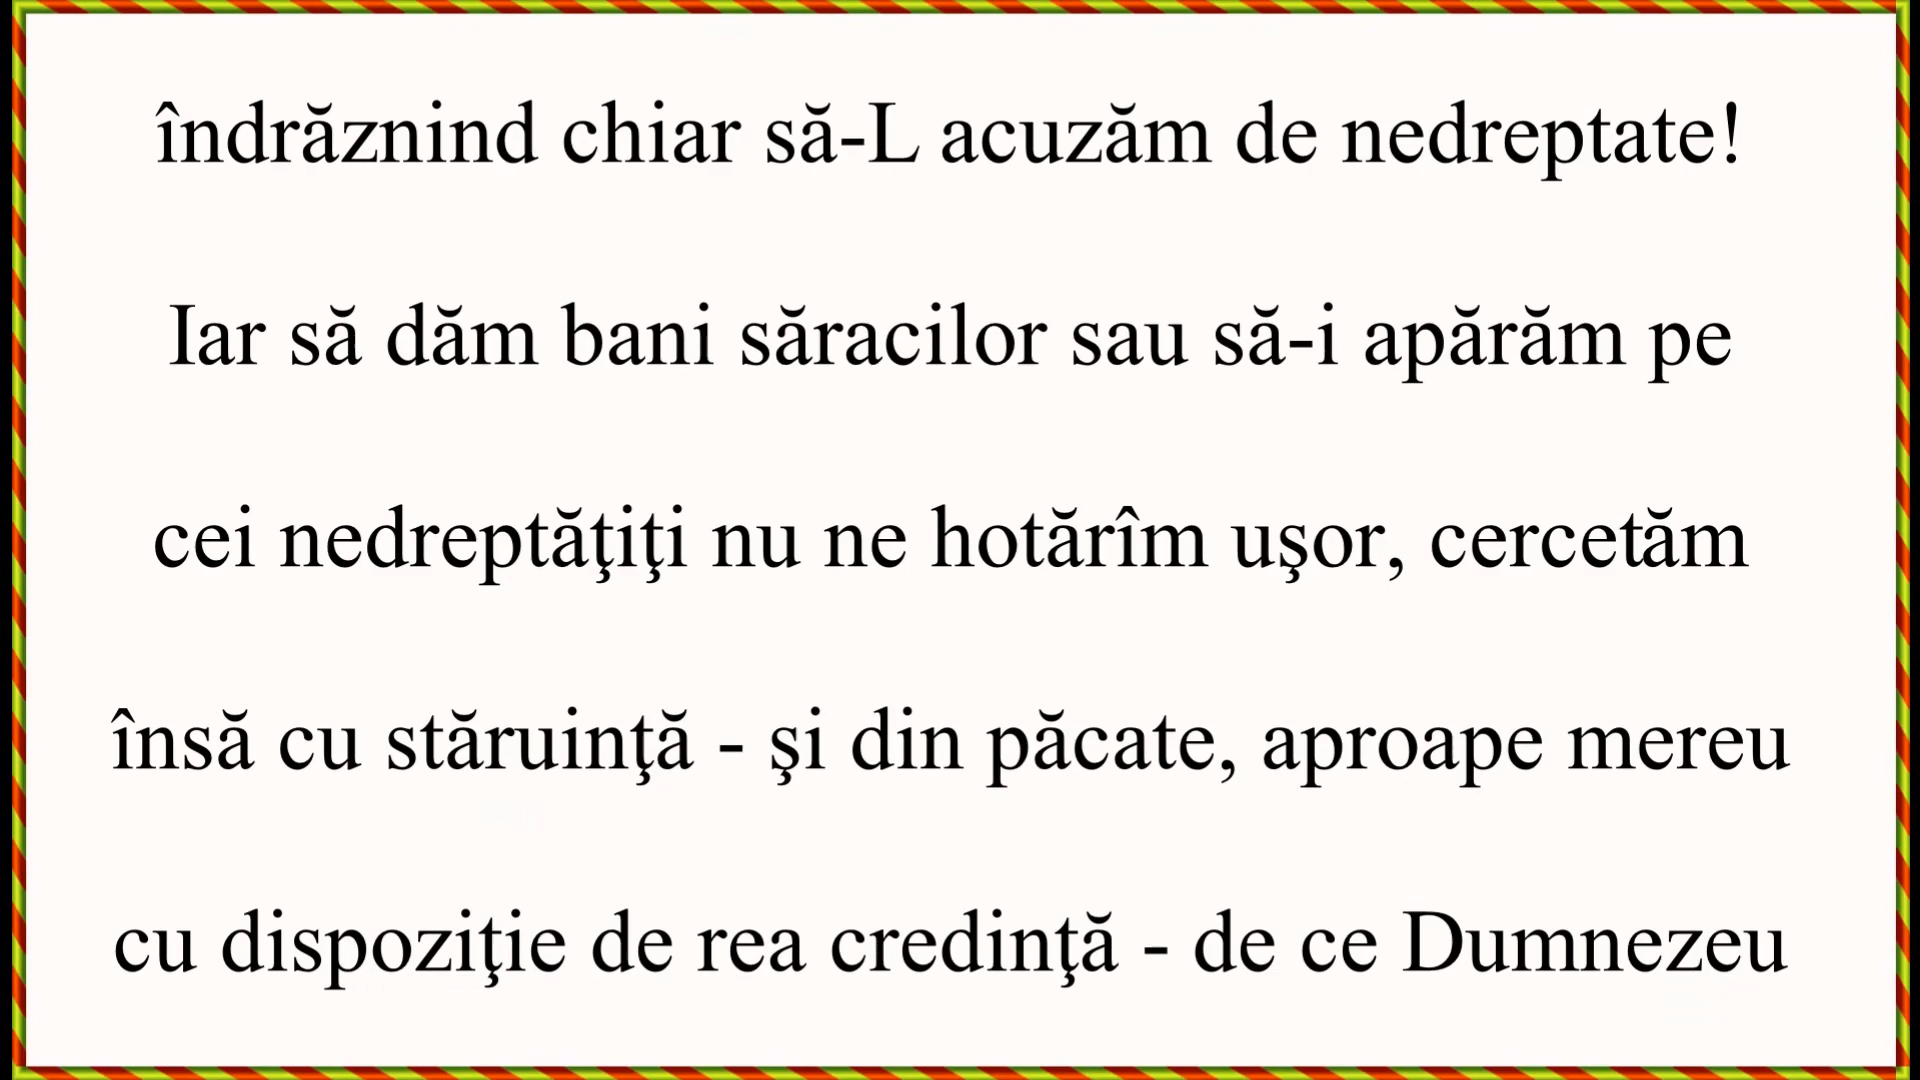 îndrăznind chiar să-L acuzăm de nedreptate!
Iar să dăm bani săracilor sau să-i apărăm pe
cei nedreptăţiţi nu ne hotărîm uşor, cercetăm
însă cu stăruinţă - şi din păcate, aproape mereu
cu dispoziţie de rea credinţă - de ce Dumnezeu